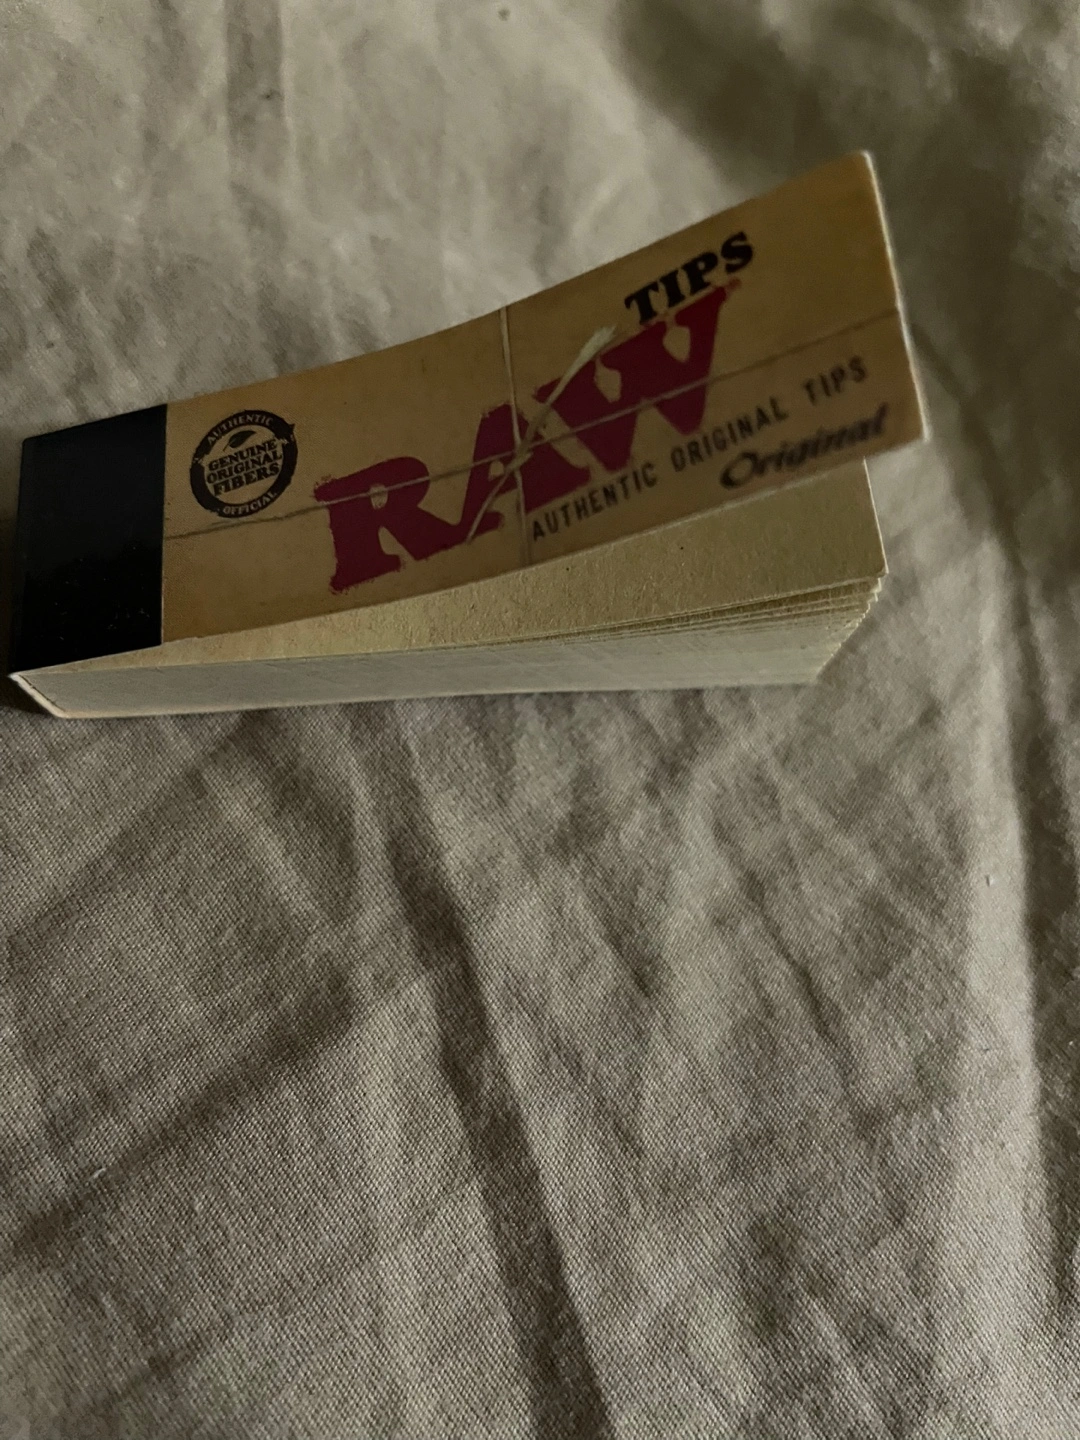 AUTHENTIC
GENUINE
ORIGINAL
FIBERS
OFFICIAL
TIPS
RAW
AUTHENTIC ORIGINAL TIPS
Original